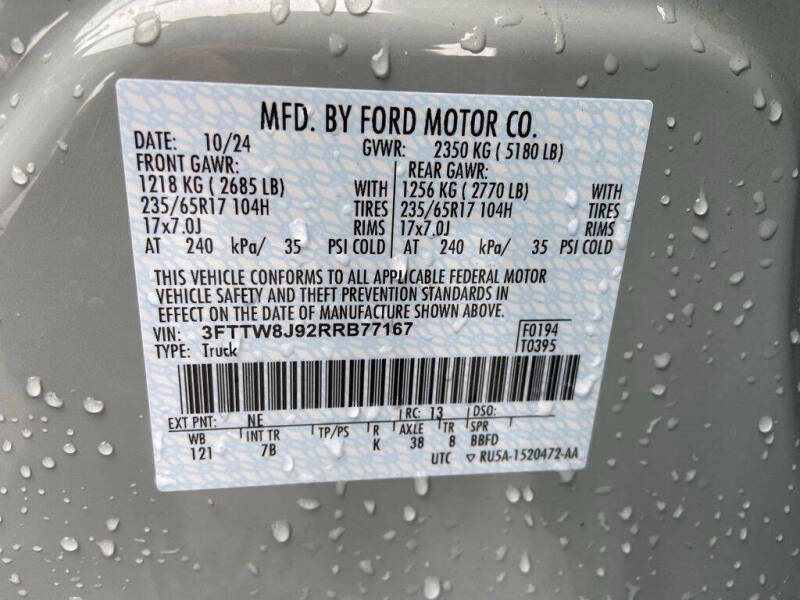 MFD. BY FORD MOTOR CO.
DATE: 10/24 GVWR: 2350 KG ( 5180 LB)
FRONT GAWR: REAR GAWR:
1218 KG ( 2685 LB) WITH 1256 KG ( 2770 LB) WITH
235/65R17 104H TIRES 235/65R17 104H TIRES
17x7.0J RIMS 17x7.0J RIMS
AT 240 kPa/ 35 PSI COLD AT 240 kPa/ 35 PSI COLD
THIS VEHICLE CONFORMS TO ALL APPLICABLE FEDERAL MOTOR
VEHICLE SAFETY AND THEFT PREVENTION STANDARDS IN
EFFECT ON THE DATE OF MANUFACTURE SHOWN ABOVE.
VIN: 3FTTW8J92RRB77167 F0194
TYPE: Truck T0395
EXT PNT: NE RC: 13 DSO:
WB INT TR TP/PS R AXLE TR SPR
121 7B K 38 8 BBFD
UTC ▽ RU5A-1520472-AA